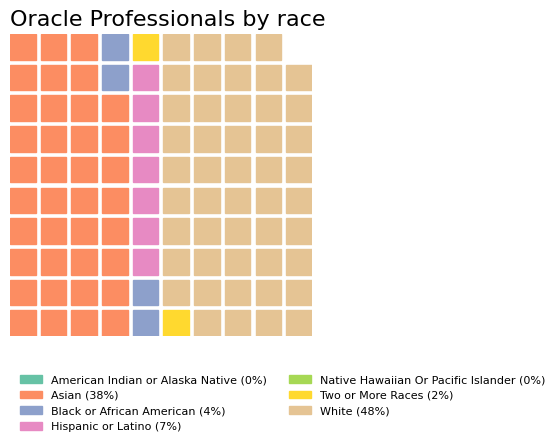 Oracle Professionals by race
American Indian or Alaska Native (0%)
Asian (38%)
Black or African American (4%)
Hispanic or Latino (7%)
Native Hawaiian Or Pacific Islander (0%)
Two or More Races (2%)
White (48%)